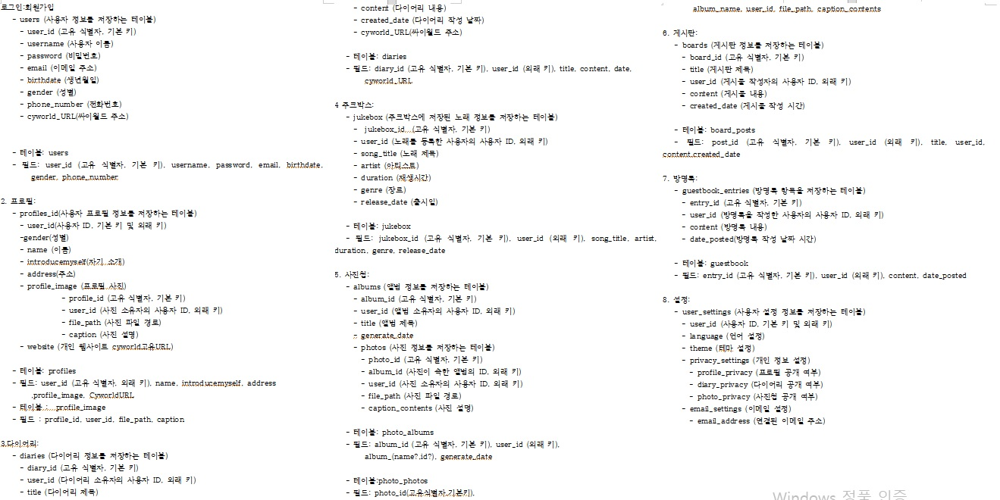 로그인:회원가입
- users (사용자 정보를 저장하는 테이블)
- user_id (고유 식별자, 기본 키)
- username (사용자 이름)
- password (비밀번호)
- email (이메일 주소)
- birthdate (생년월일)
- gender (성별)
- phone_number (전화번호)
- cyworld_URL(싸이월드 주소)
- 테이블: users
- 필드: user_id (고유 식별자, 기본 키), username, password, email, birthdate,
gender, phone_number
2. 프로필:
- profiles_id(사용자 프로필 정보를 저장하는 테이블)
- user_id(사용자 ID, 기본 키 및 외래 키)
-gender(성별)
- name (이름)
- introducemyself(자기 소개)
- address(주소)
- profile_image (프로필 사진)
- profile_id (고유 식별자, 기본 키)
- user_id (사진 소유자의 사용자 ID, 외래 키)
- file_path (사진 파일 경로)
- caption (사진 설명)
- website (개인 웹사이트 cyworld고유URL)
- 테이블: profiles
- 필드: user_id (고유 식별자, 외래 키), name, introducemyself, address
,profile_image, CyworldURL
- 테이블 : profile_image
- 필드 : profile_id, user_id, file_path, caption
3.다이어리:
- diaries (다이어리 정보를 저장하는 테이블)
- diary_id (고유 식별자, 기본 키)
- user_id (다이어리 소유자의 사용자 ID, 외래 키)
- title (다이어리 제목)
- content (다이어리 내용)
- created_date (다이어리 작성 날짜)
- cyworld_URL(싸이월드 주소)
- 테이블: diaries
- 필드: diary_id (고유 식별자, 기본 키), user_id (외래 키), title, content, date,
cyworld_URL
4 주크박스:
- jukebox (주크박스에 저장된 노래 정보를 저장하는 테이블)
- jukebox_id (고유 식별자, 기본 키)
- user_id (노래를 등록한 사용자의 사용자 ID, 외래 키)
- song_title (노래 제목)
- artist (아티스트)
- duration (재생시간)
- genre (장르)
- release_date (출시일)
- 테이블: jukebox
- 필드: jukebox_id (고유 식별자, 기본 키), user_id (외래 키), song_title, artist,
duration, genre, release_date
5. 사진첩:
- albums (앨범 정보를 저장하는 테이블)
- album_id (고유 식별자, 기본 키)
- user_id (앨범 소유자의 사용자 ID, 외래 키)
- title (앨범 제목)
- generate_date
- photos (사진 정보를 저장하는 테이블)
- photo_id (고유 식별자, 기본 키)
- album_id (사진이 속한 앨범의 ID, 외래 키)
- user_id (사진 소유자의 사용자 ID, 외래 키)
- file_path (사진 파일 경로)
- caption_contents (사진 설명)
- 테이블: photo_albums
- 필드: album_id (고유 식별자, 기본 키), user_id (외래 키),
album_(name?,id?), generate_date
- 테이블:photo_photos
- 필드: photo_id(고유식별자,기본키),
album_name, user_id, file_path, caption_contents
6. 게시판:
- boards (게시판 정보를 저장하는 테이블)
- board_id (고유 식별자, 기본 키)
- title (게시판 제목)
- user_id (게시물 작성자의 사용자 ID, 외래 키)
- content (게시물 내용)
- created_date (게시물 작성 시간)
- 테이블: board_posts
- 필드: post_id (고유 식별자, 기본 키), user_id (외래 키), title, user_id,
content,created_date
7. 방명록:
- guestbook_entries (방명록 항목을 저장하는 테이블)
- entry_id (고유 식별자, 기본 키)
- user_id (방명록을 작성한 사용자의 사용자 ID, 외래 키)
- content (방명록 내용)
- date_posted(방명록 작성 날짜 시간)
- 테이블: guestbook
- 필드: entry_id (고유 식별자, 기본 키), user_id (외래 키), content, date_posted
8. 설정:
- user_settings (사용자 설정 정보를 저장하는 테이블)
- user_id (사용자 ID, 기본 키 및 외래 키)
- language (언어 설정)
- theme (테마 설정)
- privacy_settings (개인 정보 설정)
- profile_privacy (프로필 공개 여부)
- diary_privacy (다이어리 공개 여부)
- photo_privacy (사진첩 공개 여부)
- email_settings (이메일 설정)
- email_address (연결된 이메일 주소)
Windows 정품 인증